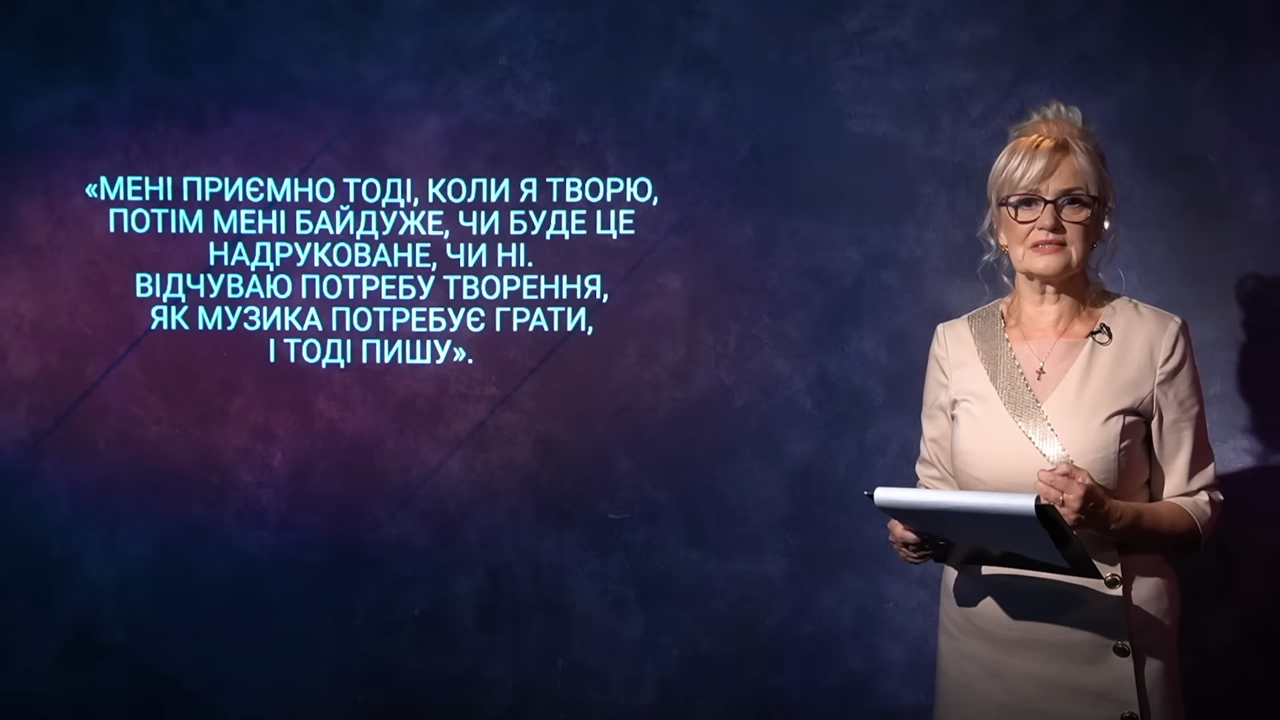 «МЕНІ ПРИЄМНО ТОДІ, КОЛИ Я ТВОРЮ,
ПОТІМ МЕНІ БАЙДУЖЕ, ЧИ БУДЕ ЦЕ
НАДРУКОВАНЕ, ЧИ НІ.
ВІДЧУВАЮ ПОТРЕБУ ТВОРЕННЯ,
ЯК МУЗИКА ПОТРЕБУЄ ГРАТИ,
І ТОДІ ПИШУ».